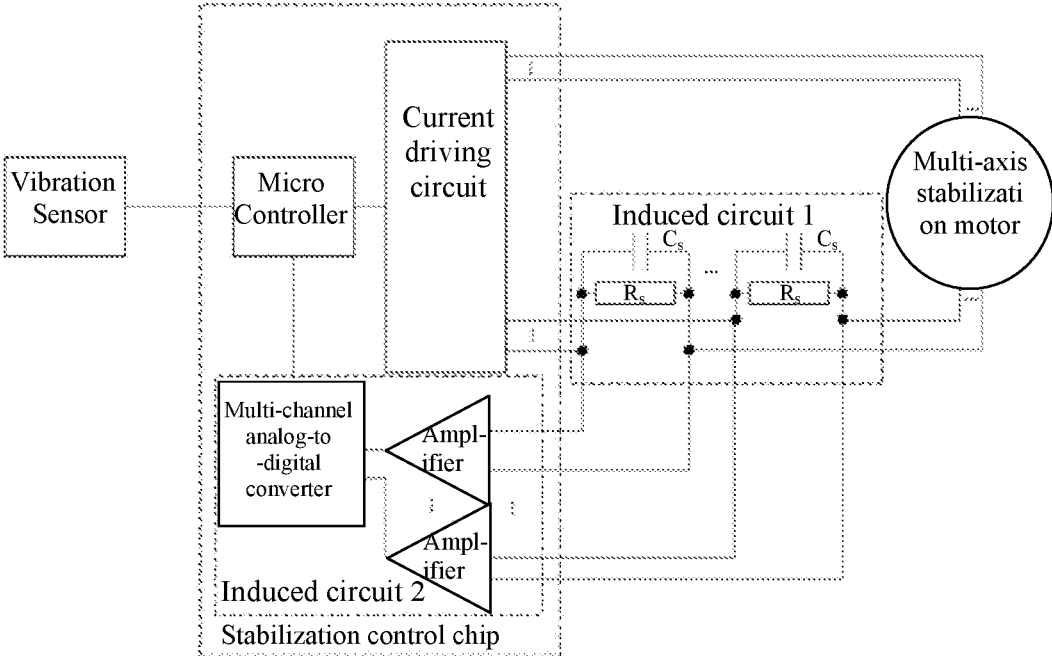 Vibration
Sensor
Micro
Controller
Current
driving
circuit
Multi-axis
stabilizati
on motor
Induced circuit 1
Cs
Cs
...
Rs
Rs
Multi-channel
analog-to
-digital
converter
Ampl-
ifier
Ampl-
ifier
Induced circuit 2
Stabilization control chip